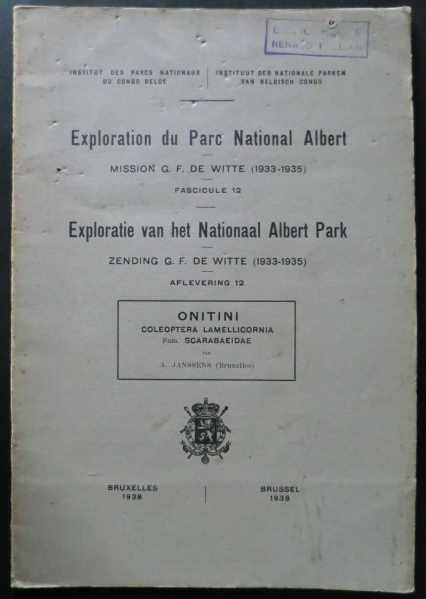 INSTITUT DES PARCS NATIONAUX
DU CONGO BELGE
INSTITUUT DER NATIONALE PARKEN
VAN BELGISCH CONGO
Exploration du Parc National Albert
MISSION G. F. DE WITTE (1933-1935)
FASCICULE 12
Exploratie van het Nationaal Albert Park
ZENDING G. F. DE WITTE (1933-1935)
AFLEVERING 12
ONITINI
COLEOPTERA LAMELLICORNIA
Fam. SCARABAEIDAE
PAR
A. JANSSENS (Bruxelles)
BRUXELLES
1938
BRUSSEL
1938